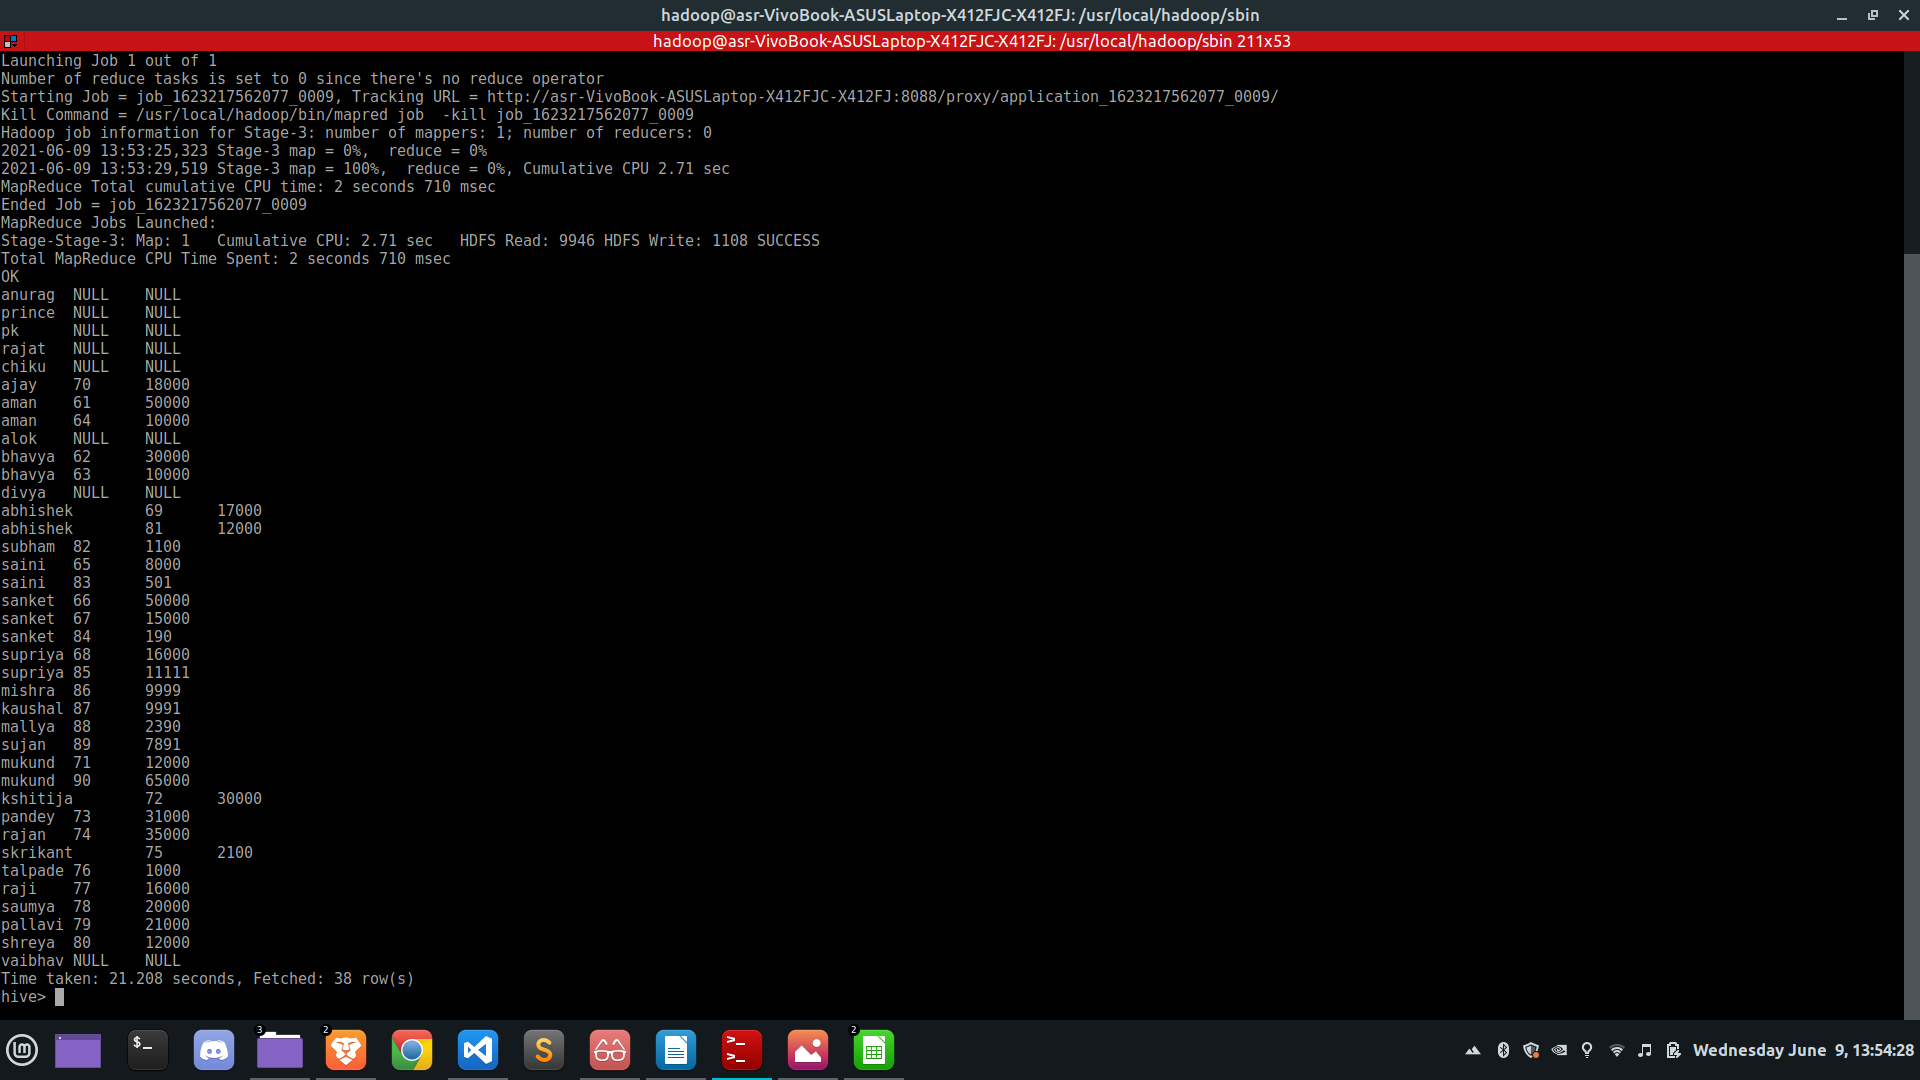 hadoop@asr-VivoBook-ASUSLaptop-X412FJC-X412FJ: /usr/local/hadoop/sbin
hadoop@asr-VivoBook-ASUSLaptop-X412FJC-X412FJ: /usr/local/hadoop/sbin 211x53
Launching Job 1 out of 1
Number of reduce tasks is set to 0 since there's no reduce operator
Starting Job = job_1623217562077_0009, Tracking URL = http://asr-VivoBook-ASUSLaptop-X412FJC-X412FJ:8088/proxy/application_1623217562077_0009/
Kill Command = /usr/local/hadoop/bin/mapred job  -kill job_1623217562077_0009
Hadoop job information for Stage-3: number of mappers: 1; number of reducers: 0
2021-06-09 13:53:25,323 Stage-3 map = 0%,  reduce = 0%
2021-06-09 13:53:29,519 Stage-3 map = 100%,  reduce = 0%, Cumulative CPU 2.71 sec
MapReduce Total cumulative CPU time: 2 seconds 710 msec
Ended Job = job_1623217562077_0009
MapReduce Jobs Launched:
Stage-Stage-3: Map: 1   Cumulative CPU: 2.71 sec   HDFS Read: 9946 HDFS Write: 1108 SUCCESS
Total MapReduce CPU Time Spent: 2 seconds 710 msec
OK
anurag  NULL    NULL
prince  NULL    NULL
pk      NULL    NULL
rajat   NULL    NULL
chiku   NULL    NULL
ajay    70      18000
aman    61      50000
aman    64      10000
alok    NULL    NULL
bhavya  62      30000
bhavya  63      10000
divya   NULL    NULL
abhishek        69      17000
abhishek        81      12000
subham  82      1100
saini   65      8000
saini   83      501
sanket  66      50000
sanket  67      15000
sanket  84      190
supriya 68      16000
supriya 85      11111
mishra  86      9999
kaushal 87      9991
mallya  88      2390
sujan   89      7891
mukund  71      12000
mukund  90      65000
kshitija        72      30000
pandey  73      31000
rajan   74      35000
skrikant        75      2100
talpade 76      1000
raji    77      16000
saumya  78      20000
pallavi 79      21000
shreya  80      12000
vaibhav NULL    NULL
Time taken: 21.208 seconds, Fetched: 38 row(s)
hive>
3 2 2
Wednesday June  9, 13:54:28